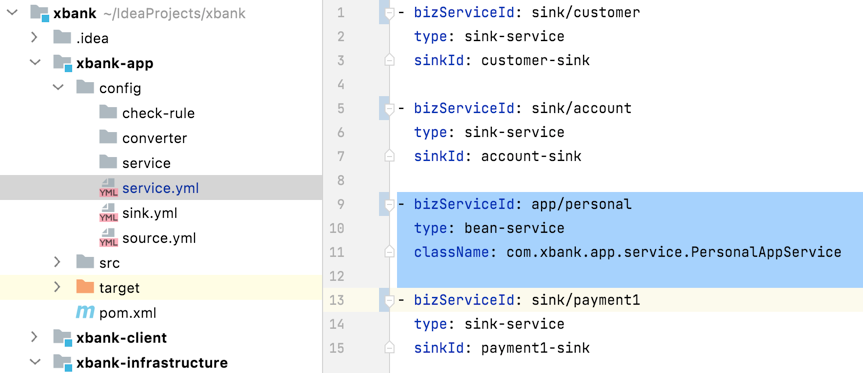 xbank ~/IdeaProjects/xbank
.idea
xbank-app
config
check-rule
converter
service
YML service.yml
YML sink.yml
YML source.yml
src
target
m pom.xml
xbank-client
xbank-infrastructure
1 - bizServiceId: sink/customer
2 type: sink-service
3 sinkId: customer-sink
4
5 - bizServiceId: sink/account
6 type: sink-service
7 sinkId: account-sink
8
9 - bizServiceId: app/personal
10 type: bean-service
11 className: com.xbank.app.service.PersonalAppService
12
13 - bizServiceId: sink/payment1
14 type: sink-service
15 sinkId: payment1-sink